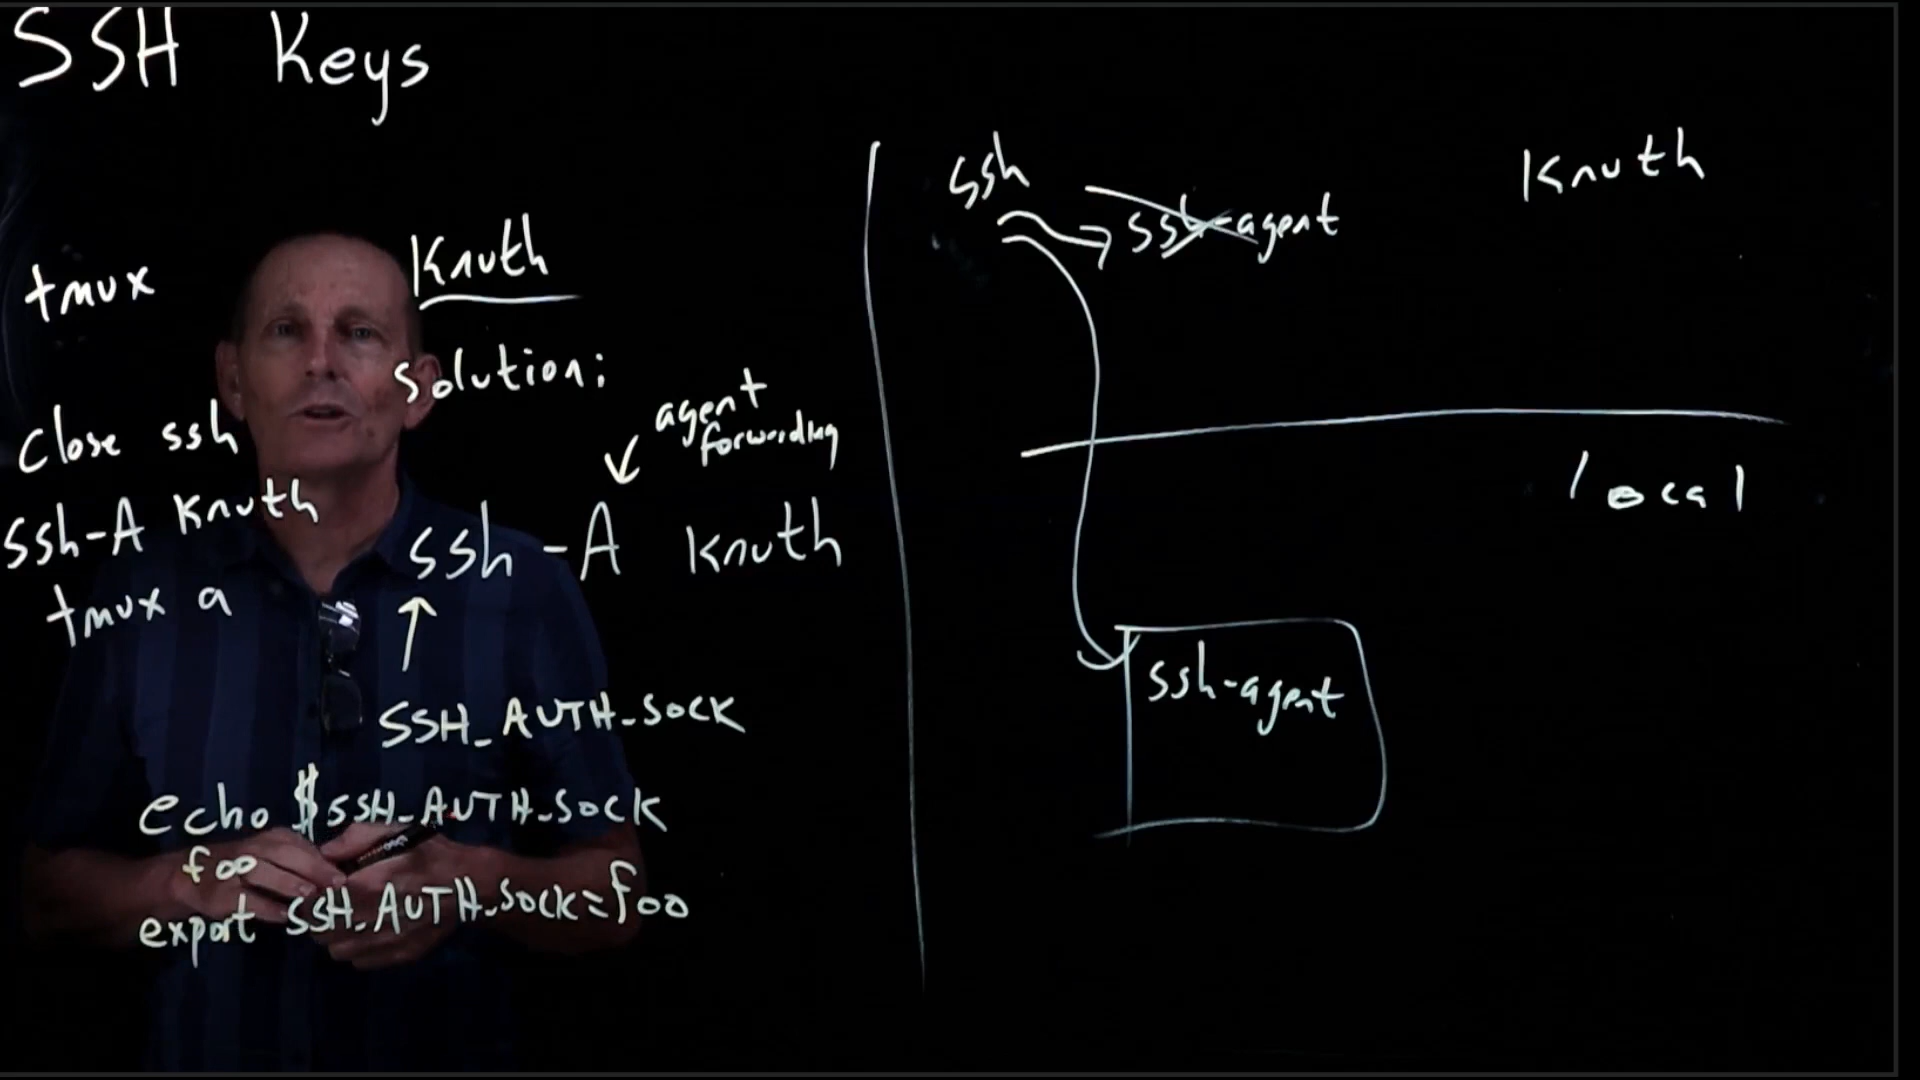 SSH Keys
tmux
Knuth
solution:
agent
forwarding
close ssh
ssh-A Knuth
tmux a
ssh -A Knuth
SSH_AUTH_SOCK
echo $SSH_AUTH_SOCK
foo
export SSH_AUTH_SOCK=foo
ssh
ssh-agent
Knuth
local
ssh-agent